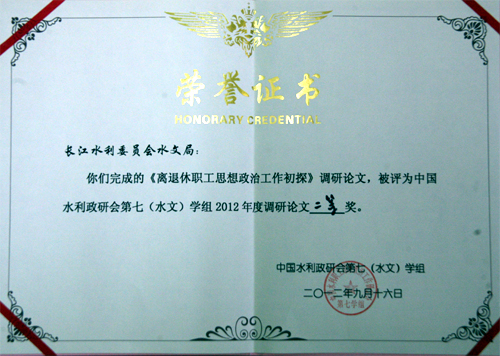 荣誉证书
HONORARY CREDENTIAL
长江水利委员会水文局：
你们完成的《离退休职工思想政治工作初探》调研论文，被评为中国
水利政研会第七（水文）学组2012年度调研论文二等奖。
中国水利政研会第七（水文）学组
二〇一二年九月十六日
第七学组